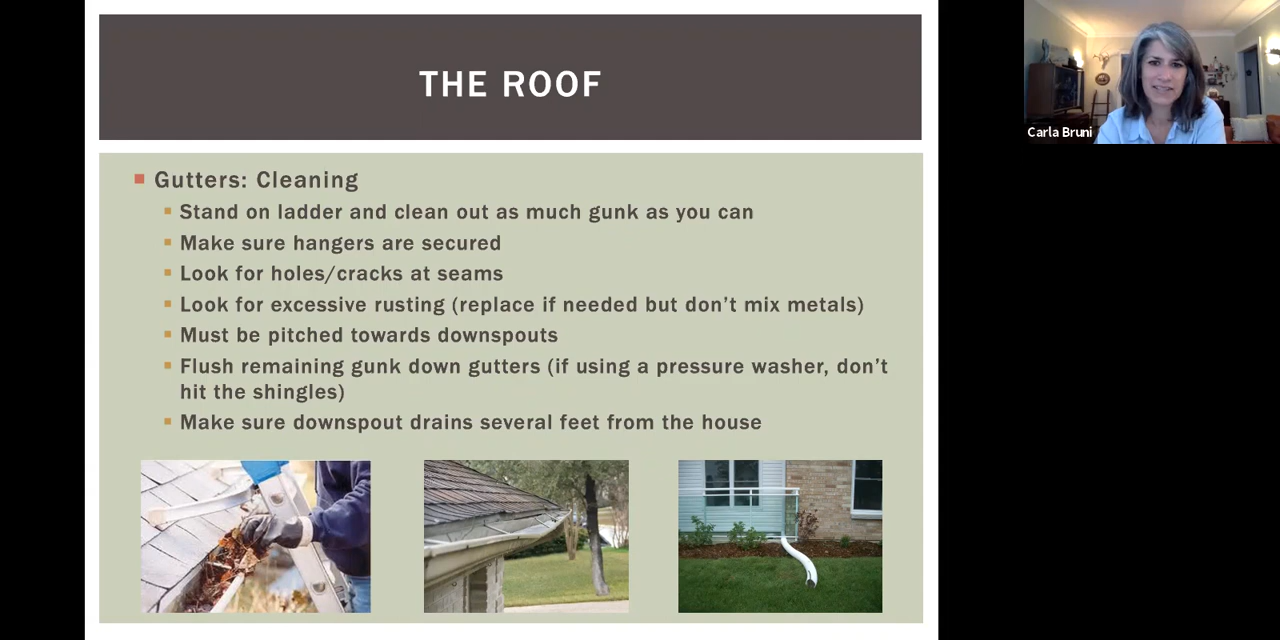 THE ROOF
Carla Bruni
Gutters: Cleaning
Stand on ladder and clean out as much gunk as you can
Make sure hangers are secured
Look for holes/cracks at seams
Look for excessive rusting (replace if needed but don't mix metals)
Must be pitched towards downspouts
Flush remaining gunk down gutters (if using a pressure washer, don't
hit the shingles)
Make sure downspout drains several feet from the house